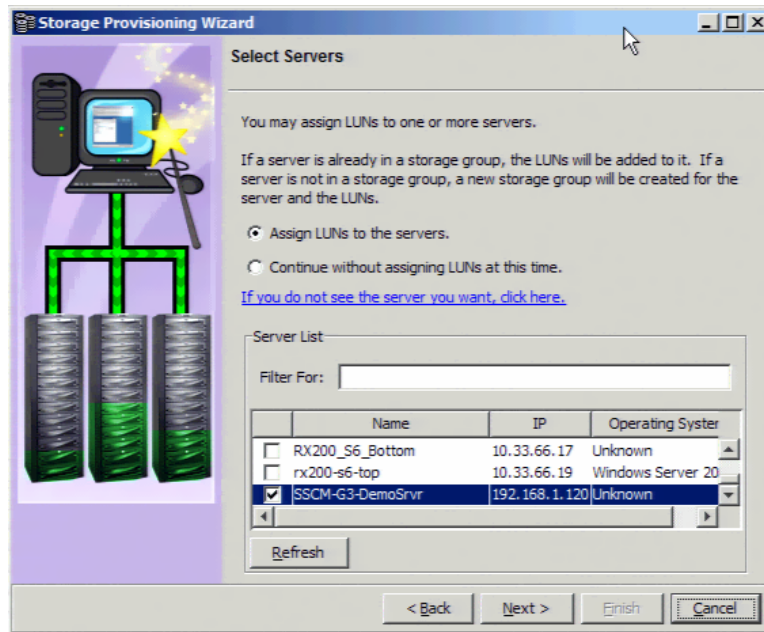 Storage Provisioning Wizard
Select Servers
You may assign LUNs to one or more servers.
If a server is already in a storage group, the LUNs will be added to it. If a
server is not in a storage group, a new storage group will be created for the
server and the LUNs.
Assign LUNs to the servers.
Continue without assigning LUNs at this time.
If you do not see the server you want, click here.
Server List
Filter For:
Name IP Operating System
RX200_S6_Bottom 10.33.66.17 Unknown
rx200-s6-top 10.33.66.19 Windows Server 20
SSCM-G3-DemoSrvr 192.168.1.120 Unknown
Refresh
< Back Next > Finish Cancel